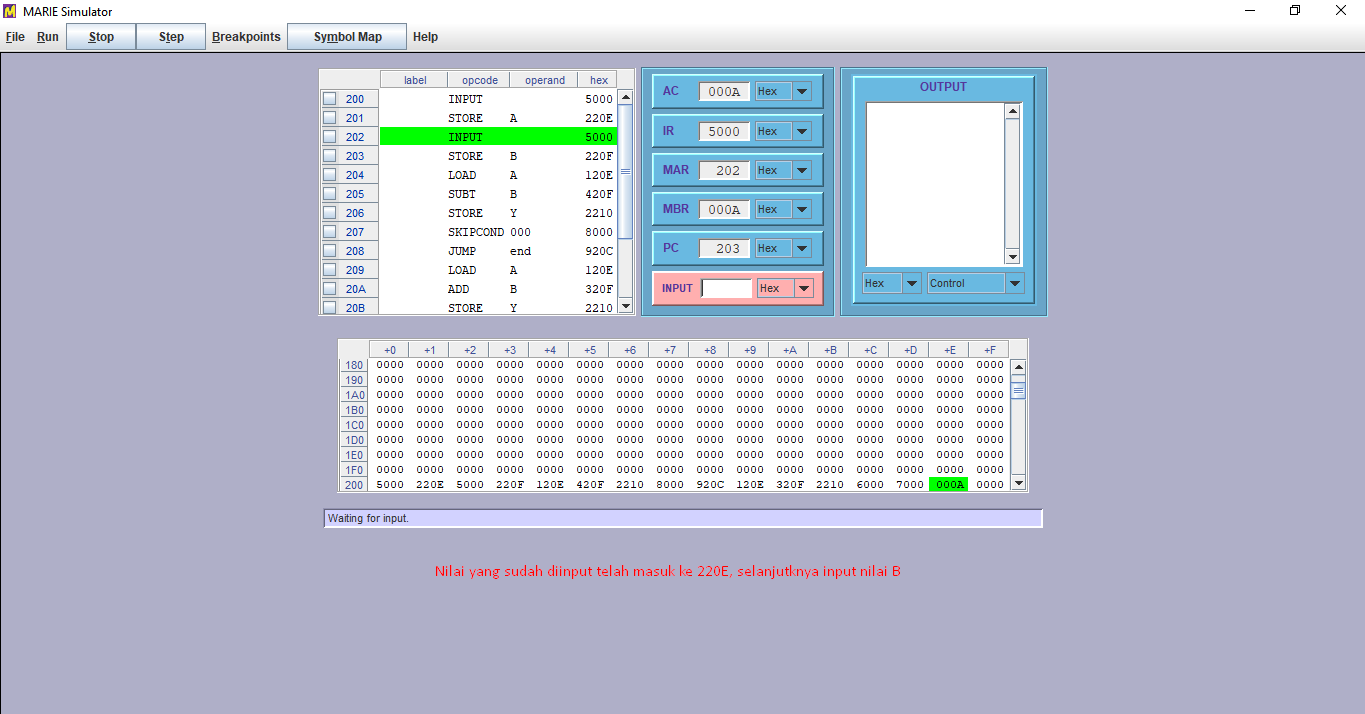 MARIE Simulator
File Run Stop Step Breakpoints Symbol Map Help
label opcode operand hex
200 INPUT 5000
201 STORE A 220E
202 INPUT 5000
203 STORE B 220F
204 LOAD A 120E
205 SUBT B 420F
206 STORE Y 2210
207 SKIPCOND 000 8000
208 JUMP end 920C
209 LOAD A 120E
20A ADD B 320F
20B STORE Y 2210
AC 000A Hex
IR 5000 Hex
MAR 202 Hex
MBR 000A Hex
PC 203 Hex
INPUT Hex
OUTPUT
Hex Control
+0 +1 +2 +3 +4 +5 +6 +7 +8 +9 +A +B +C +D +E +F
180 0000 0000 0000 0000 0000 0000 0000 0000 0000 0000 0000 0000 0000 0000 0000 0000
190 0000 0000 0000 0000 0000 0000 0000 0000 0000 0000 0000 0000 0000 0000 0000 0000
1A0 0000 0000 0000 0000 0000 0000 0000 0000 0000 0000 0000 0000 0000 0000 0000 0000
1B0 0000 0000 0000 0000 0000 0000 0000 0000 0000 0000 0000 0000 0000 0000 0000 0000
1C0 0000 0000 0000 0000 0000 0000 0000 0000 0000 0000 0000 0000 0000 0000 0000 0000
1D0 0000 0000 0000 0000 0000 0000 0000 0000 0000 0000 0000 0000 0000 0000 0000 0000
1E0 0000 0000 0000 0000 0000 0000 0000 0000 0000 0000 0000 0000 0000 0000 0000 0000
1F0 0000 0000 0000 0000 0000 0000 0000 0000 0000 0000 0000 0000 0000 0000 0000 0000
200 5000 220E 5000 220F 120E 420F 2210 8000 920C 120E 320F 2210 6000 7000 000A 0000
Waiting for input.
Nilai yang sudah diinput telah masuk ke 220E, selanjutknya input nilai B